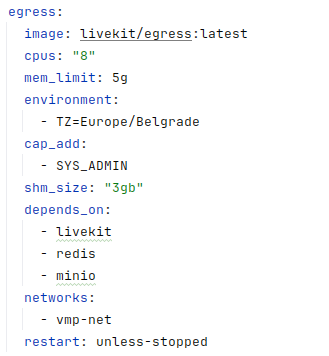 egress:
image: livekit/egress:latest
cpus: "8"
mem_limit: 5g
environment:
- TZ=Europe/Belgrade
cap_add:
- SYS_ADMIN
shm_size: "3gb"
depends_on:
- livekit
- redis
- minio
networks:
- vmp-net
restart: unless-stopped